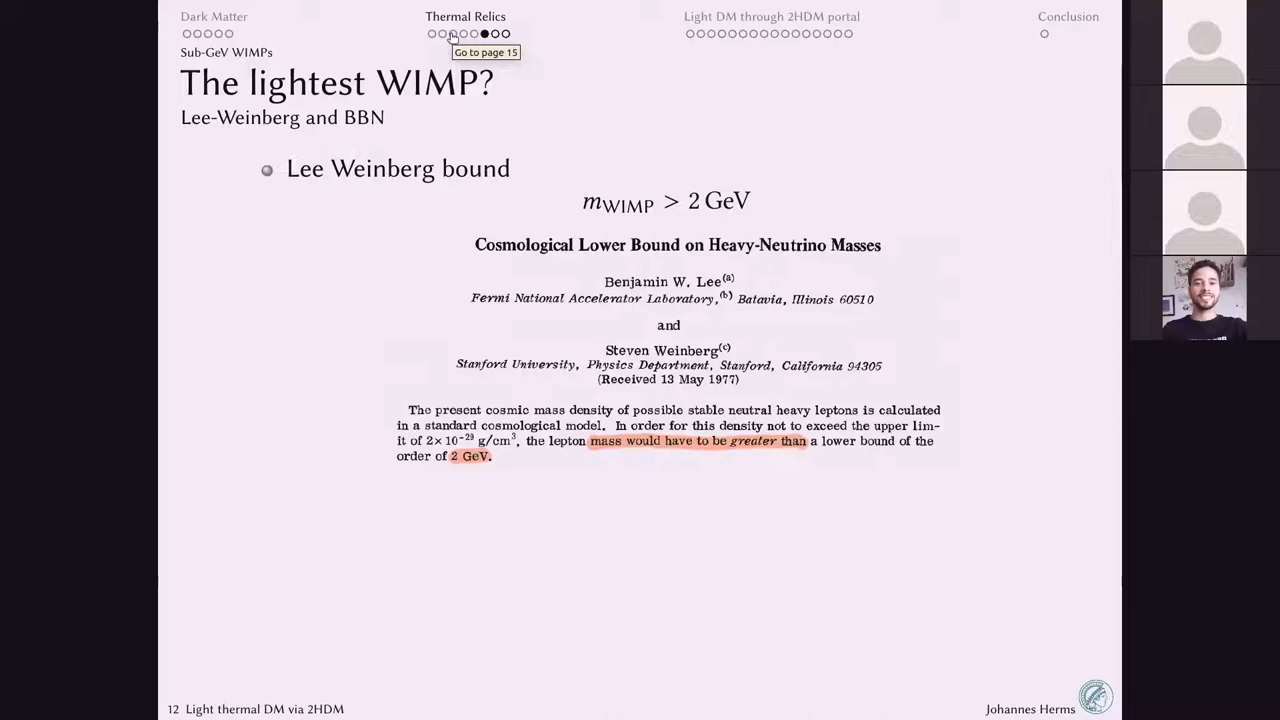 Dark Matter
Thermal Relics
Light DM through 2HDM portal
Conclusion
Sub-GeV WIMPs
Go to page 15
The lightest WIMP?
Lee-Weinberg and BBN
Lee Weinberg bound
m_WIMP > 2 GeV
Cosmological Lower Bound on Heavy-Neutrino Masses
Benjamin W. Lee(a)
Fermi National Accelerator Laboratory,(b) Batavia, Illinois 60510
and
Steven Weinberg(c)
Stanford University, Physics Department, Stanford, California 94305
(Received 13 May 1977)
The present cosmic mass density of possible stable neutral heavy leptons is calculated
in a standard cosmological model. In order for this density not to exceed the upper lim-
it of 2×10⁻²⁹ g/cm³, the lepton mass would have to be greater than a lower bound of the
order of 2 GeV.
12 Light thermal DM via 2HDM
Johannes Herms